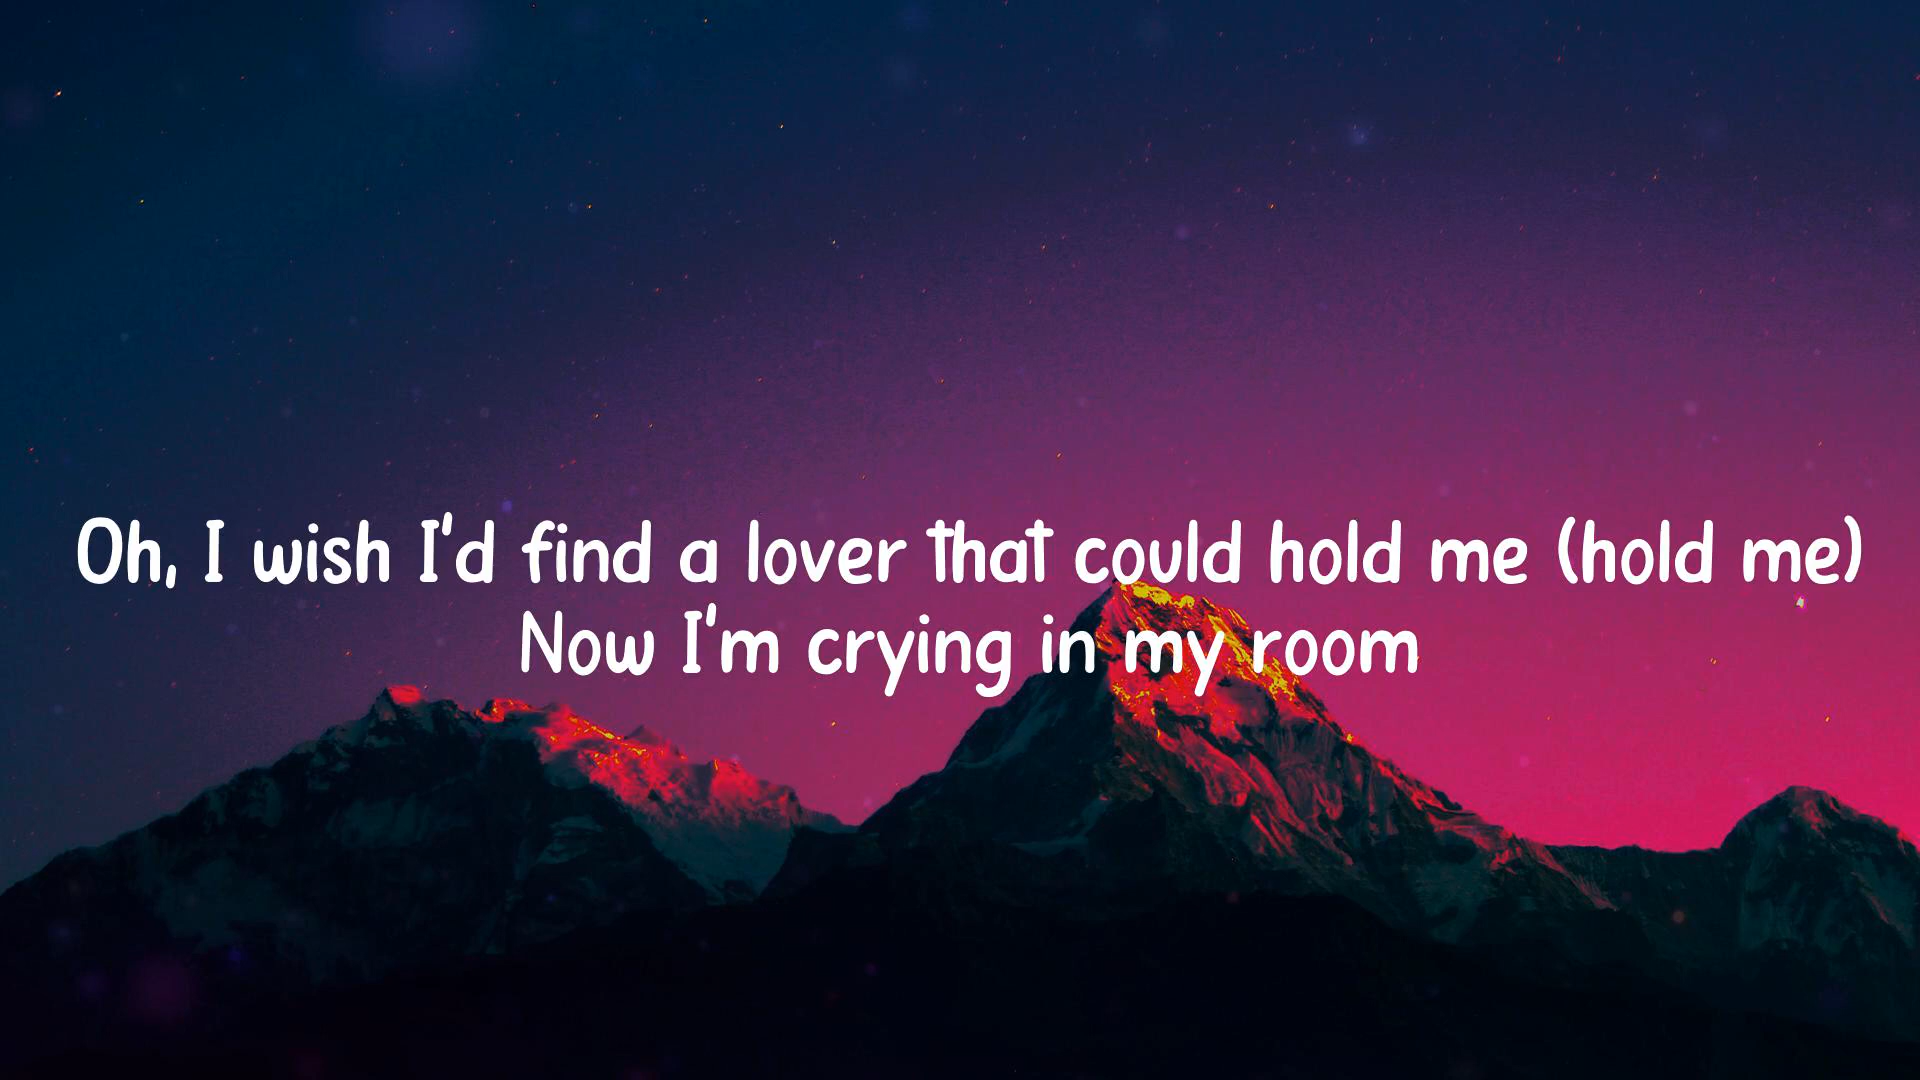 Oh, I wish I'd find a lover that could hold me (hold me)
Now I'm crying in my room